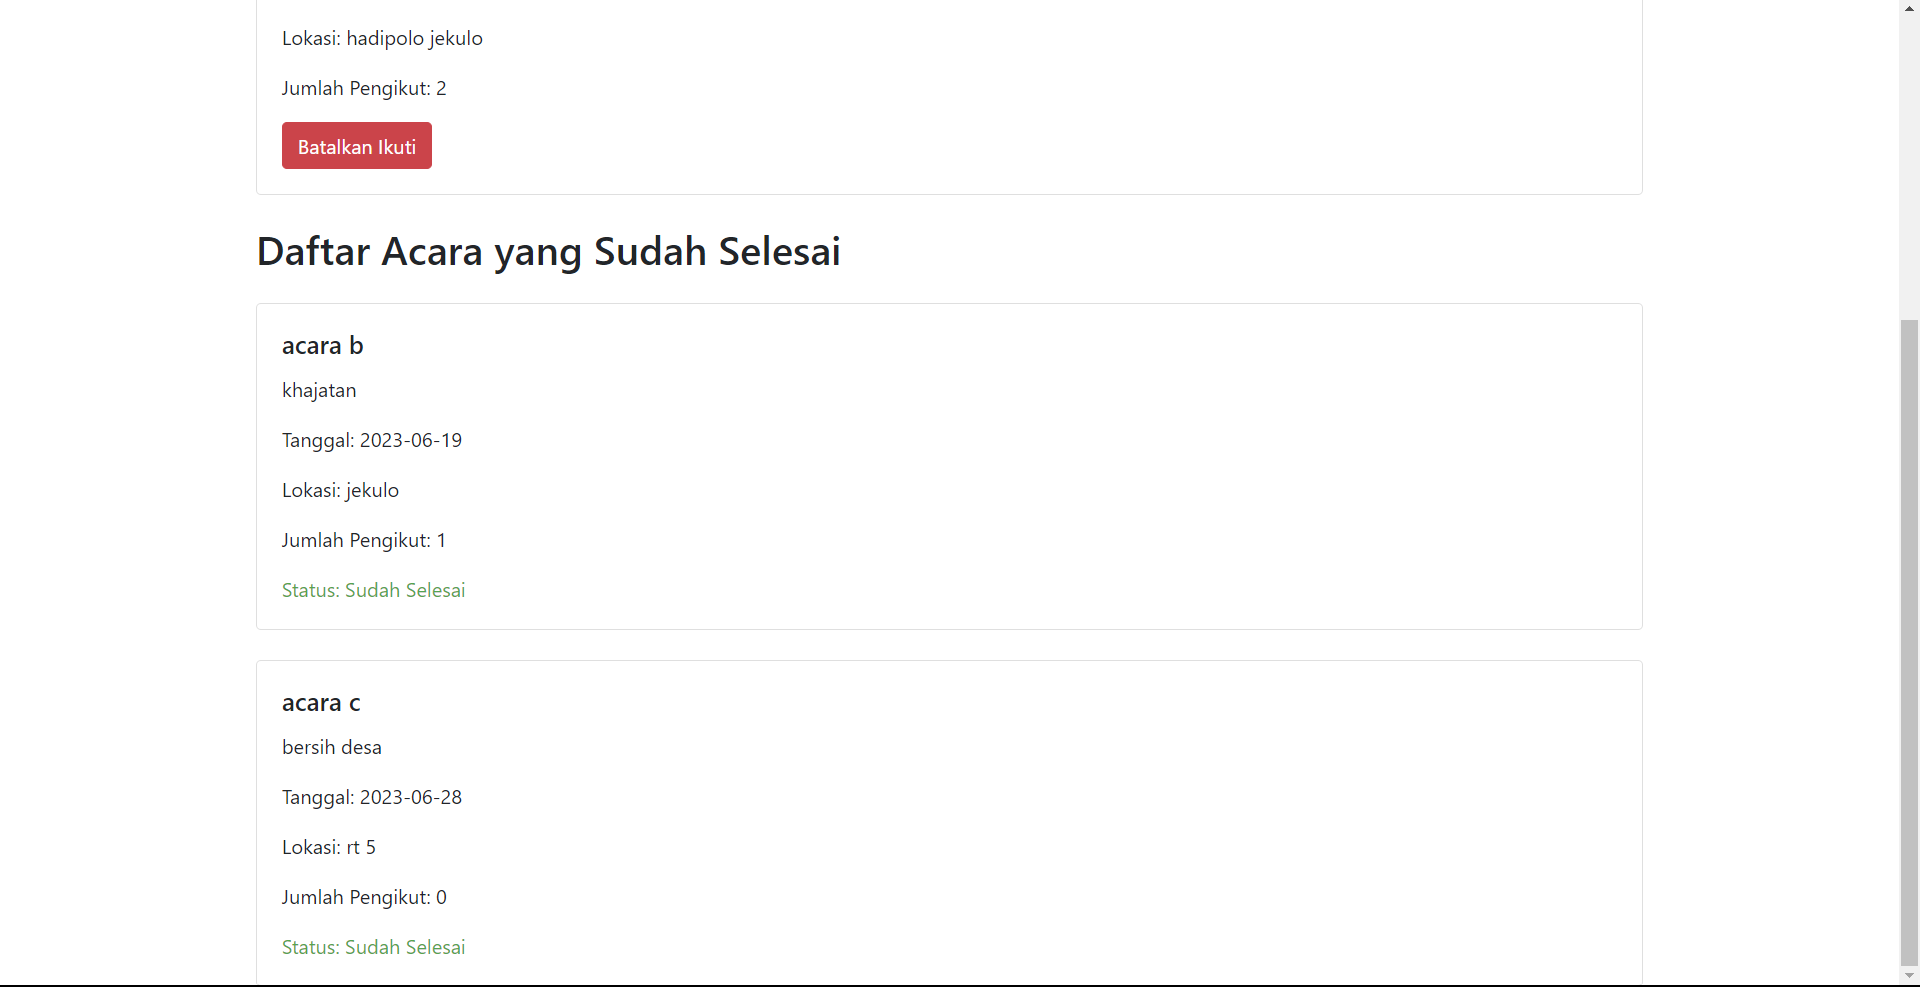 Lokasi: hadipolo jekulo
Jumlah Pengikut: 2
Batalkan Ikuti
Daftar Acara yang Sudah Selesai
acara b
khajatan
Tanggal: 2023-06-19
Lokasi: jekulo
Jumlah Pengikut: 1
Status: Sudah Selesai
acara c
bersih desa
Tanggal: 2023-06-28
Lokasi: rt 5
Jumlah Pengikut: 0
Status: Sudah Selesai